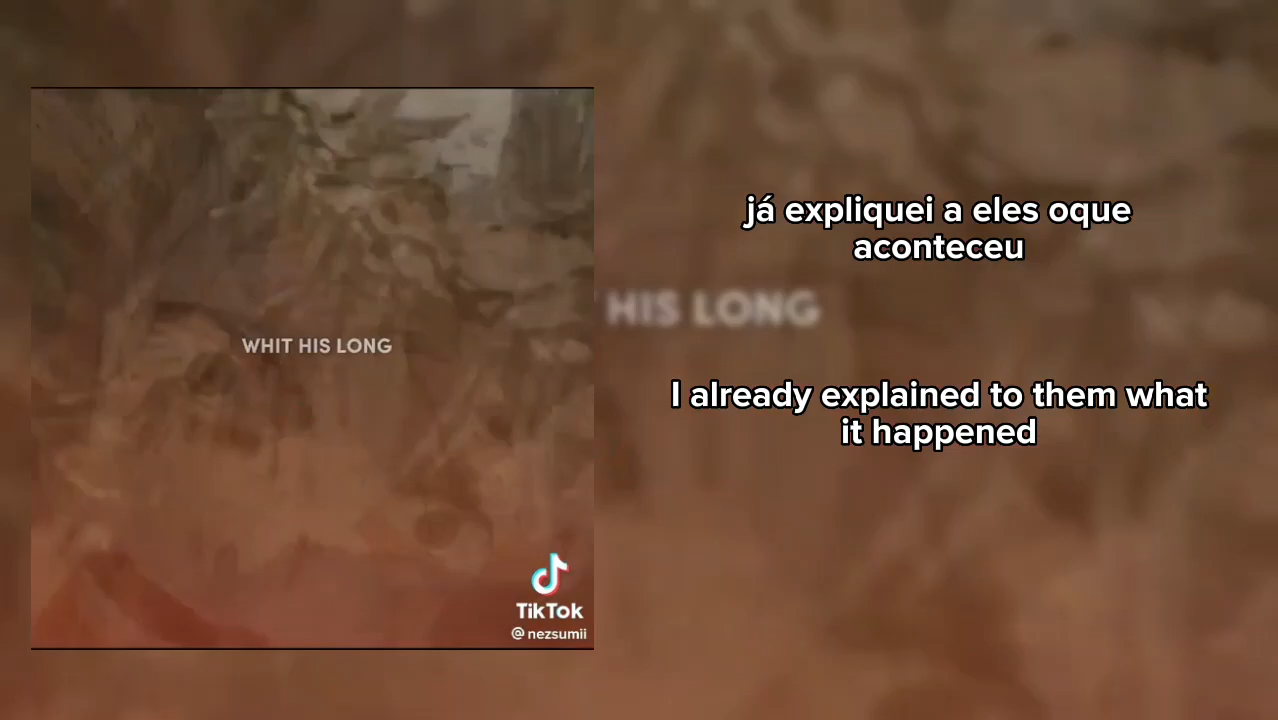 WHIT HIS LONG
TikTok
@nezsumii
já expliquei a eles oque
aconteceu
HIS LONG
I already explained to them what
it happened